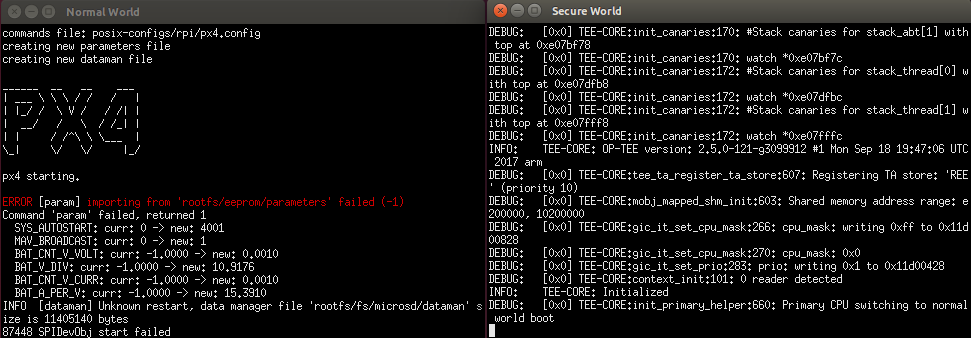 Normal World
commands file: posix-configs/rpi/px4.config
creating new parameters file
creating new dataman file
px4 starting.
ERROR [param] importing from 'rootfs/eeprom/parameters' failed (-1)
Command 'param' failed, returned 1
SYS_AUTOSTART: curr: 0 -> new: 4001
MAV_BROADCAST: curr: 0 -> new: 1
BAT_CNT_V_VOLT: curr: -1.0000 -> new: 0.0010
BAT_V_DIV: curr: -1.0000 -> new: 10.9176
BAT_CNT_V_CURR: curr: -1.0000 -> new: 0.0010
BAT_A_PER_V: curr: -1.0000 -> new: 15.3910
INFO  [dataman] Unknown restart, data manager file 'rootfs/fs/microsd/dataman' s
ize is 11405140 bytes
87448 SPIDevObj start failed
Secure World
DEBUG:   [0x0] TEE-CORE:init_canaries:170: #Stack canaries for stack_abt[1] with
top at 0xe07bf78
DEBUG:   [0x0] TEE-CORE:init_canaries:170: watch *0xe07bf7c
DEBUG:   [0x0] TEE-CORE:init_canaries:172: #Stack canaries for stack_thread[0] w
ith top at 0xe07dfb8
DEBUG:   [0x0] TEE-CORE:init_canaries:172: watch *0xe07dfbc
DEBUG:   [0x0] TEE-CORE:init_canaries:172: #Stack canaries for stack_thread[1] w
ith top at 0xe07fff8
DEBUG:   [0x0] TEE-CORE:init_canaries:172: watch *0xe07fffc
INFO:    TEE-CORE: OP-TEE version: 2.5.0-121-g3099912 #1 Mon Sep 18 19:47:06 UTC
2017 arm
DEBUG:   [0x0] TEE-CORE:tee_ta_register_ta_store:607: Registering TA store: 'REE
' (priority 10)
DEBUG:   [0x0] TEE-CORE:mobj_mapped_shm_init:603: Shared memory address range: e
200000, 10200000
DEBUG:   [0x0] TEE-CORE:gic_it_set_cpu_mask:266: cpu_mask: writing 0xff to 0x11d
00828
DEBUG:   [0x0] TEE-CORE:gic_it_set_cpu_mask:270: cpu_mask: 0x0
DEBUG:   [0x0] TEE-CORE:gic_it_set_prio:283: prio: writing 0x1 to 0x11d00428
DEBUG:   [0x0] TEE-CORE:context_init:101: 0 reader detected
INFO:    TEE-CORE: Initialized
DEBUG:   [0x0] TEE-CORE:init_primary_helper:660: Primary CPU switching to normal
world boot